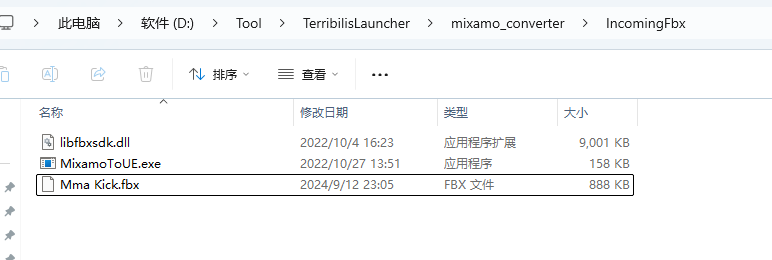 此电脑 > 软件 (D:) > Tool > TerribilisLauncher > mixamo_converter > IncomingFbx
排序 查看 ...
名称 修改日期 类型 大小
libfbxsdk.dll 2022/10/4 16:23 应用程序扩展 9,001 KB
MixamoToUE.exe 2022/10/27 13:51 应用程序 158 KB
Mma Kick.fbx 2024/9/12 23:05 FBX 文件 888 KB